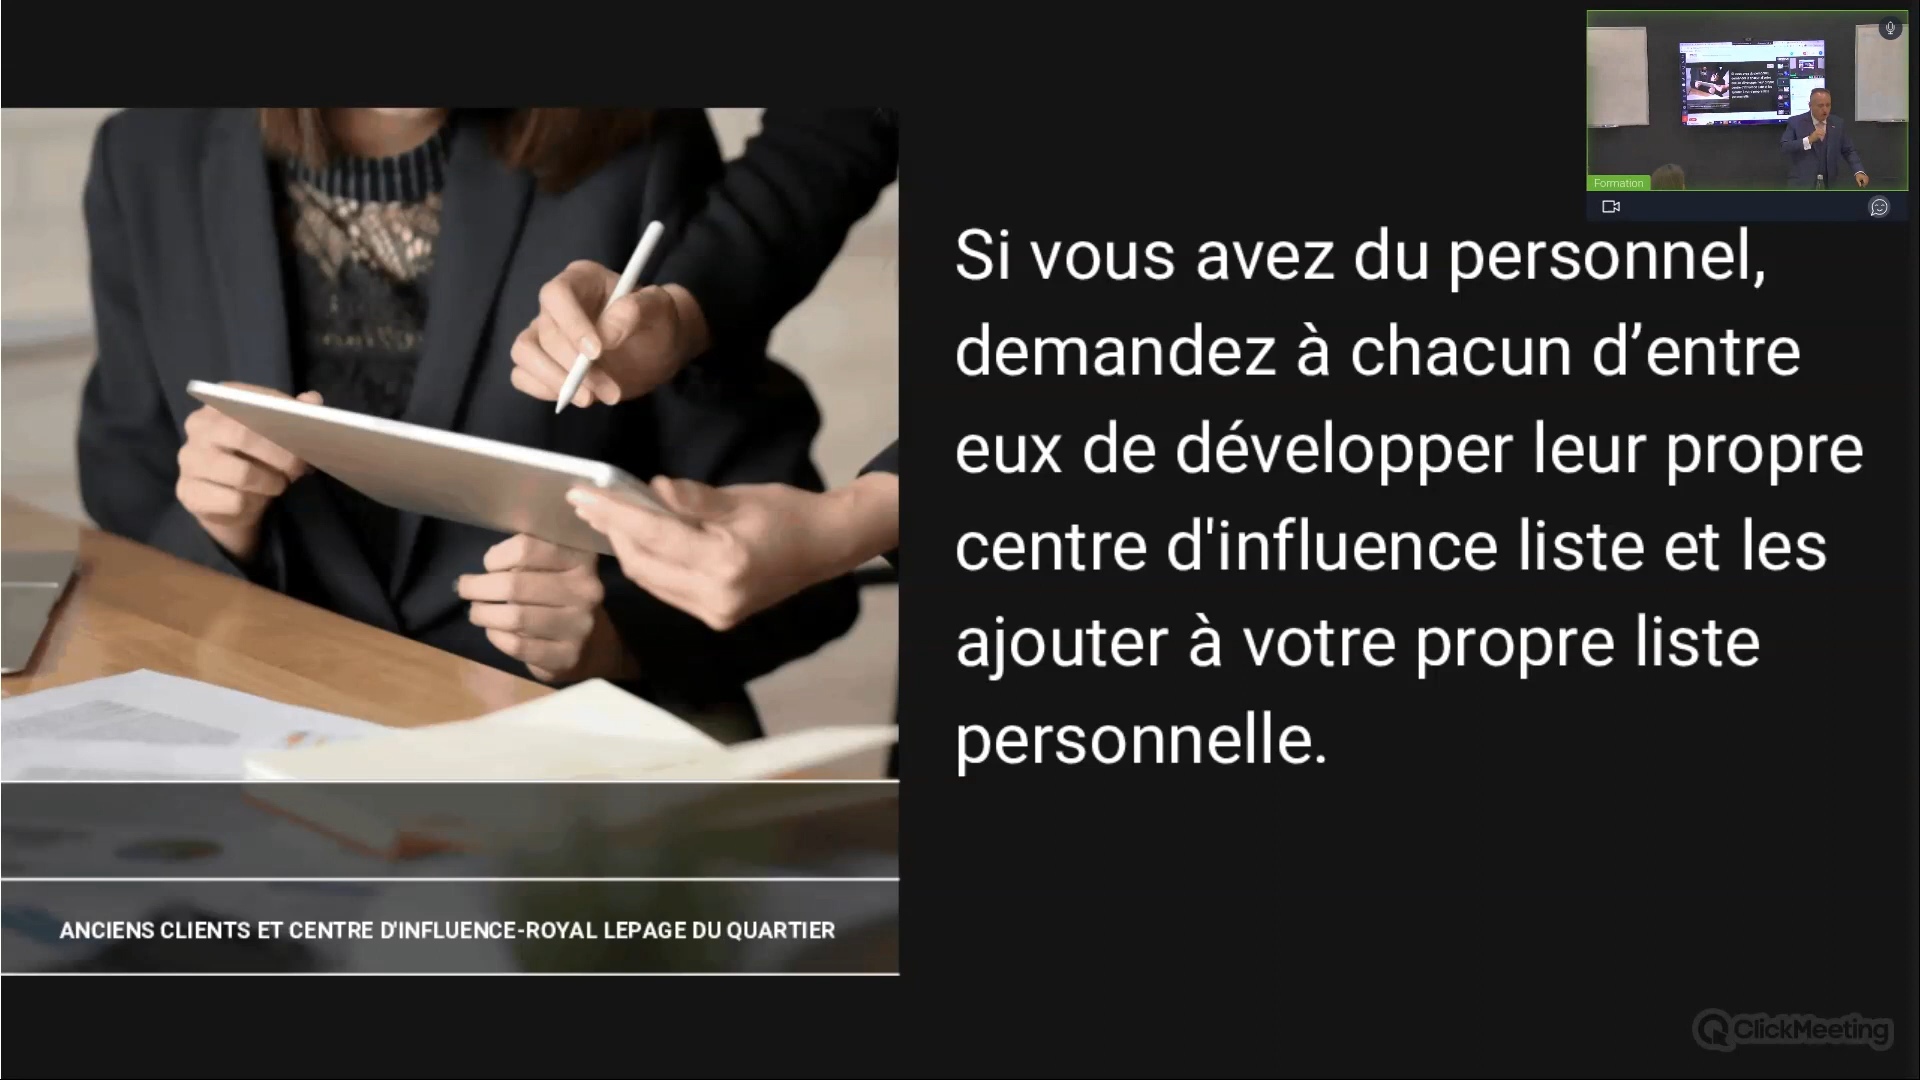 Formation
Si vous avez du personnel,
demandez à chacun d’entre
eux de développer leur propre
centre d'influence liste et les
ajouter à votre propre liste
personnelle.
ANCIENS CLIENTS ET CENTRE D'INFLUENCE-ROYAL LEPAGE DU QUARTIER
ClickMeeting